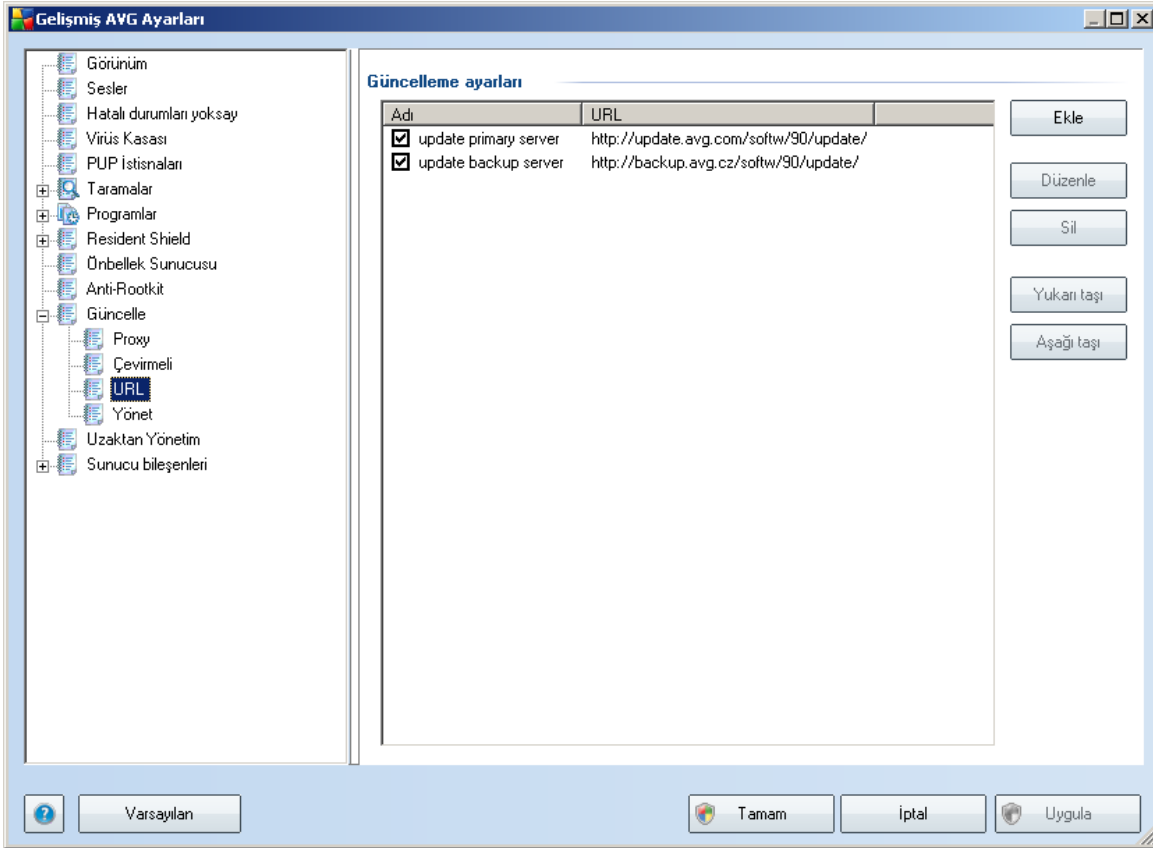 Gelişmiş AVG Ayarları
Görünüm
Sesler
Hatalı durumları yoksay
Virüs Kasası
PUP İstisnaları
Taramalar
Programlar
Resident Shield
Önbellek Sunucusu
Anti-Rootkit
Güncelle
Proxy
Çevirmeli
URL
Yönet
Uzaktan Yönetim
Sunucu bileşenleri
Güncelleme ayarları
Adı URL
update primary server http://update.avg.com/softw/90/update/
update backup server http://backup.avg.cz/softw/90/update/
Ekle
Düzenle
Sil
Yukarı taşı
Aşağı taşı
Varsayılan
Tamam
İptal
Uygula